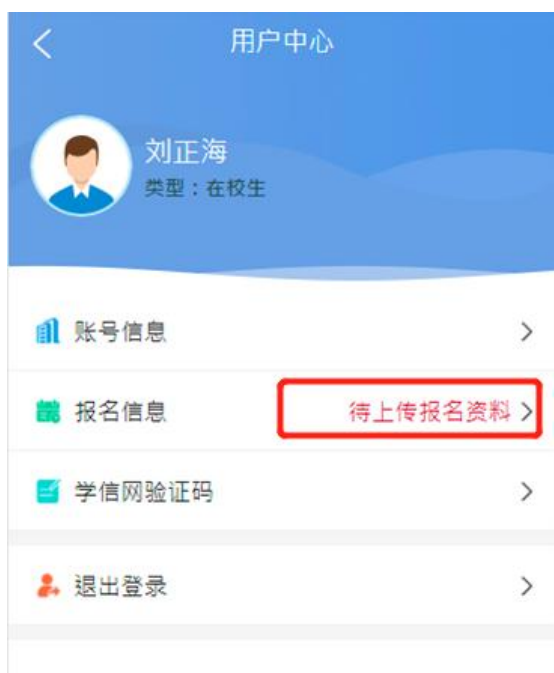 用户中心
刘正海
类型：在校生
账号信息
报名信息 待上传报名资料
学信网验证码
退出登录